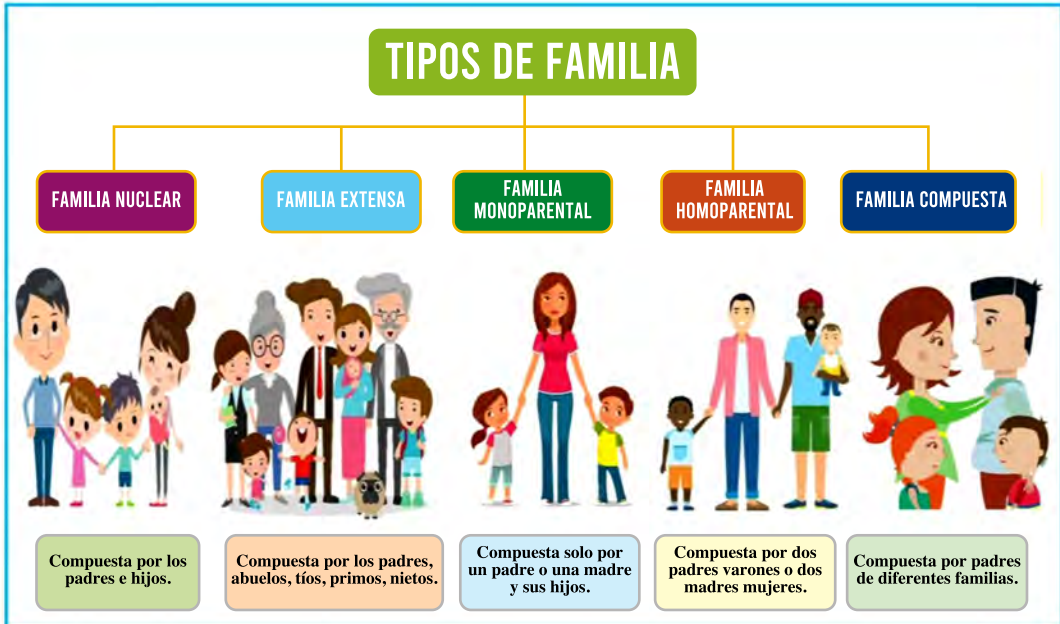 TIPOS DE FAMILIA
FAMILIA NUCLEAR
FAMILIA EXTENSA
FAMILIA
MONOPARENTAL
FAMILIA
HOMOPARENTAL
FAMILIA COMPUESTA
Compuesta por los
padres e hijos.
Compuesta por los padres,
abuelos, tíos, primos, nietos.
Compuesta solo por
un padre o una madre
y sus hijos.
Compuesta por dos
padres varones o dos
madres mujeres.
Compuesta por padres
de diferentes familias.